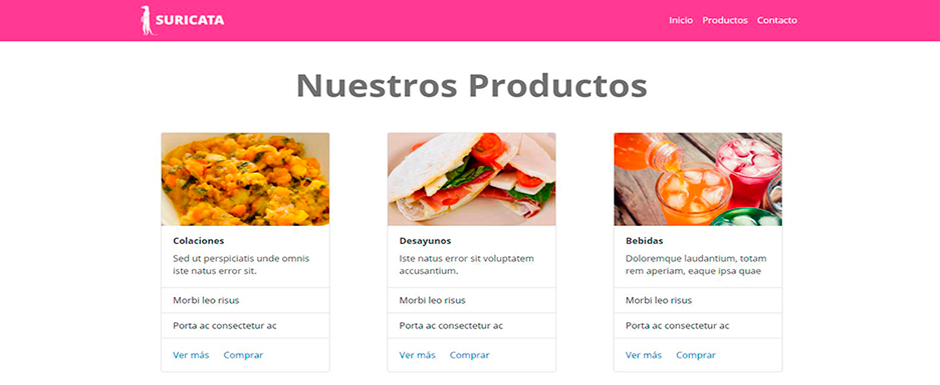 SURICATA
Inicio Productos Contacto
Nuestros Productos
Colaciones
Sed ut perspiciatis unde omnis
iste natus error sit.
Morbi leo risus
Porta ac consectetur ac
Ver más Comprar
Desayunos
Iste natus error sit voluptatem
accusantium.
Morbi leo risus
Porta ac consectetur ac
Ver más Comprar
Bebidas
Doloremque laudantium, totam
rem aperiam, eaque ipsa quae
Morbi leo risus
Porta ac consectetur ac
Ver más Comprar